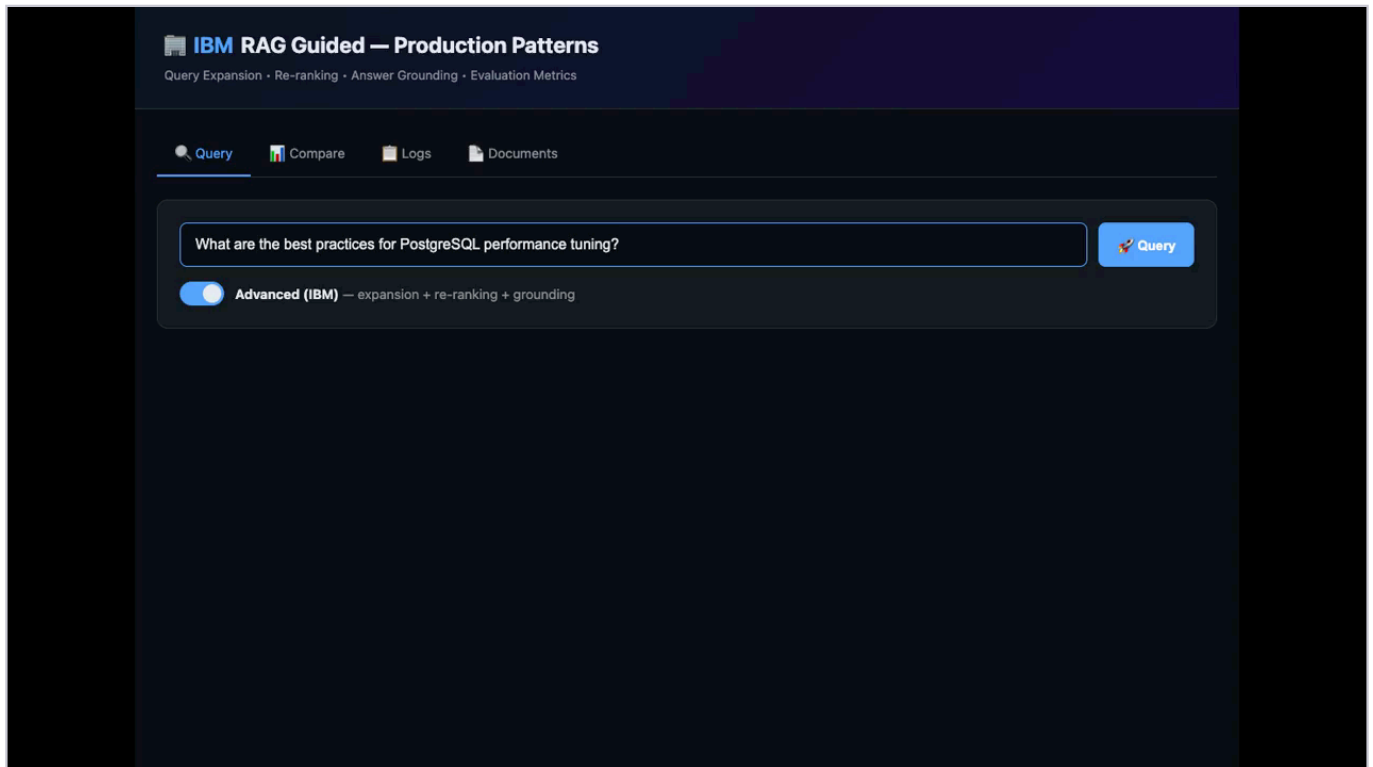 IBM RAG Guided — Production Patterns
Query Expansion • Re-ranking • Answer Grounding • Evaluation Metrics
Query Compare Logs Documents
What are the best practices for PostgreSQL performance tuning? Query
Advanced (IBM) — expansion + re-ranking + grounding